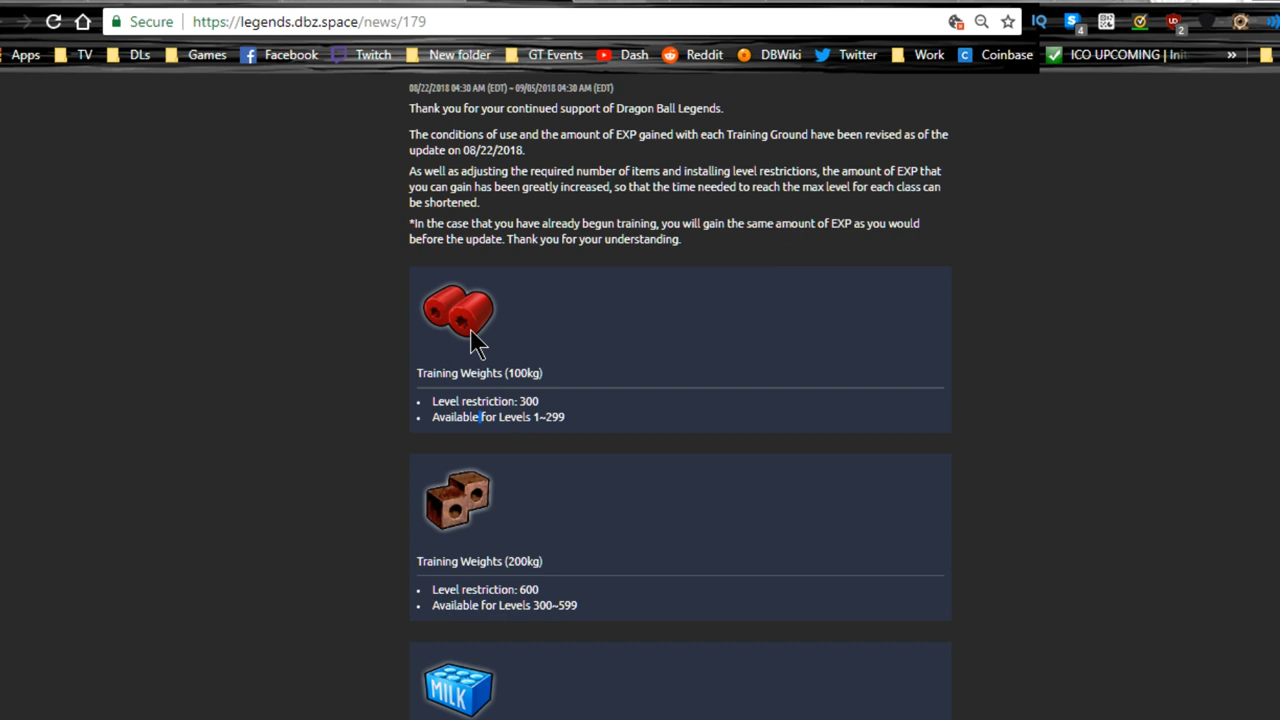 Secure https://legends.dbz.space/news/179
IQ
4
2
Apps TV DLs Games Facebook Twitch New folder GT Events Dash Reddit DBWiki Twitter Work C Coinbase ICO UPCOMING | Ini »
08/22/2018 04:30 AM (EDT) ~ 09/05/2018 04:30 AM (EDT)
Thank you for your continued support of Dragon Ball Legends.
The conditions of use and the amount of EXP gained with each Training Ground have been revised as of the
update on 08/22/2018.
As well as adjusting the required number of items and installing level restrictions, the amount of EXP that
you can gain has been greatly increased, so that the time needed to reach the max level for each class can
be shortened.
*In the case that you have already begun training, you will gain the same amount of EXP as you would
before the update. Thank you for your understanding.
Training Weights (100kg)
• Level restriction: 300
• Available for Levels 1~299
Training Weights (200kg)
• Level restriction: 600
• Available for Levels 300~599
MILK